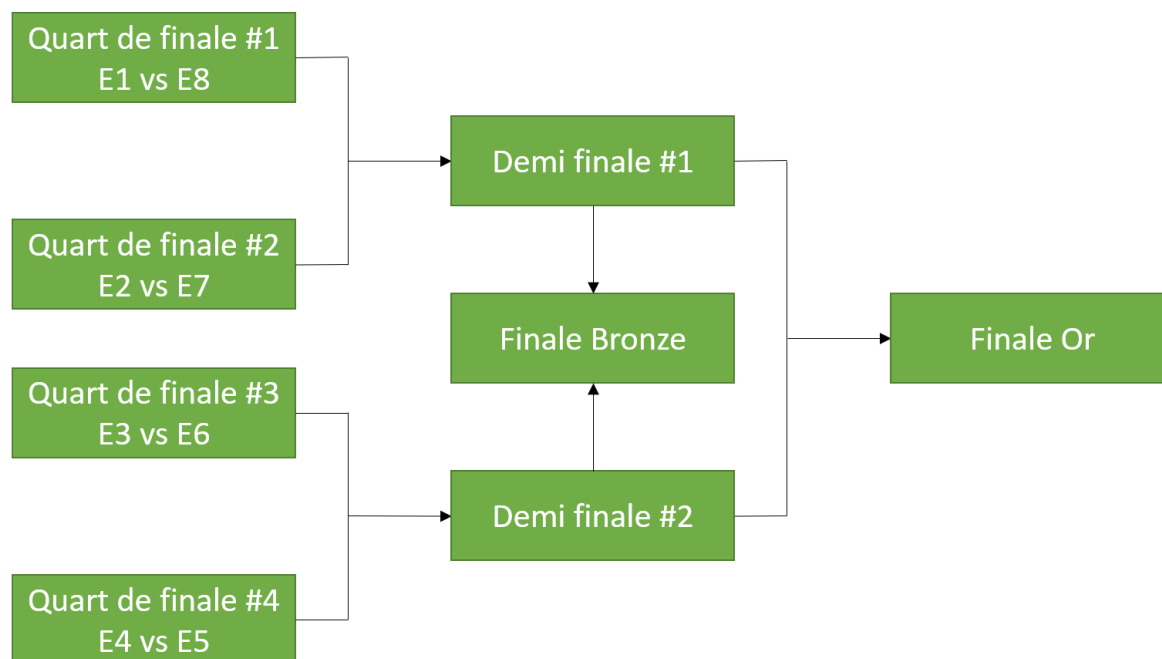 Quart de finale #1
E1 vs E8
Quart de finale #2
E2 vs E7
Quart de finale #3
E3 vs E6
Quart de finale #4
E4 vs E5
Demi finale #1
Finale Bronze
Demi finale #2
Finale Or